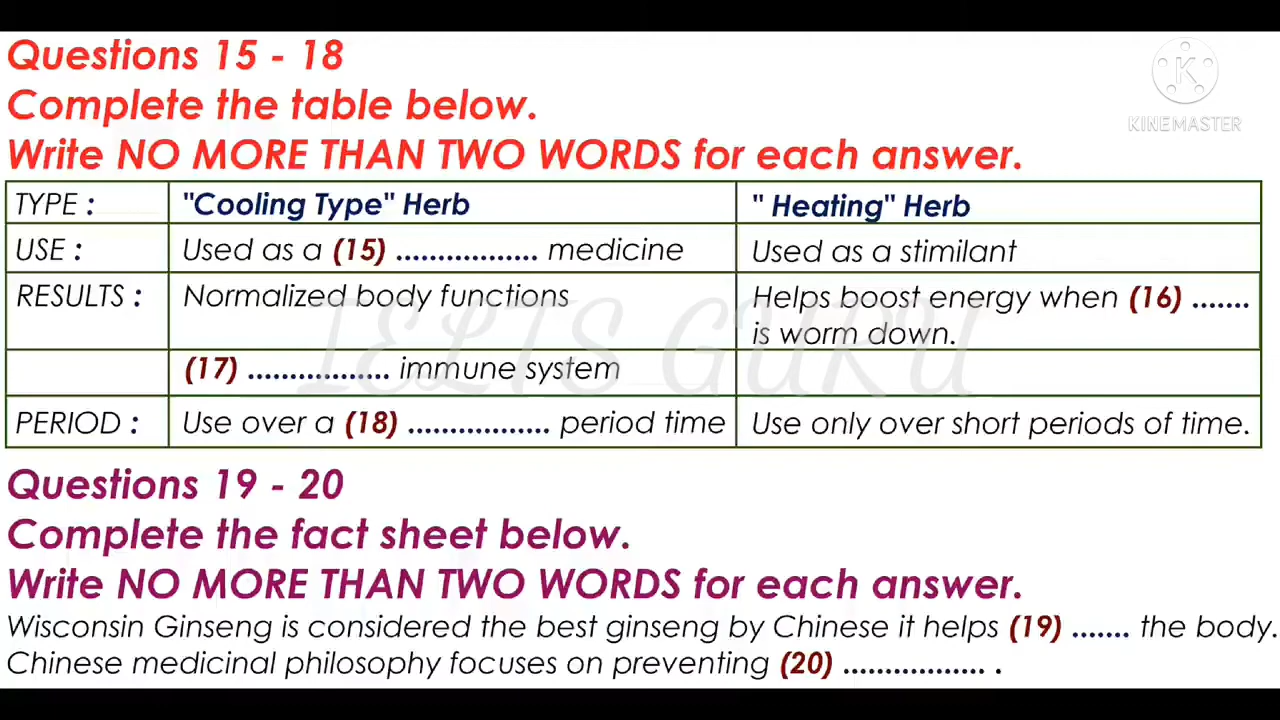 Questions 15 - 18
KINEMASTER
Complete the table below.
Write NO MORE THAN TWO WORDS for each answer.
TYPE : "Cooling Type" Herb " Heating" Herb
USE : Used as a (15) .................. medicine Used as a stimilant
RESULTS : Normalized body functions Helps boost energy when (16) .......
is worm down.
IELTS GURU
(17) .................. immune system
PERIOD : Use over a (18) .................. period time Use only over short periods of time.
Questions 19 - 20
Complete the fact sheet below.
Write NO MORE THAN TWO WORDS for each answer.
Wisconsin Ginseng is considered the best ginseng by Chinese it helps (19) ....... the body.
Chinese medicinal philosophy focuses on preventing (20) .................. .